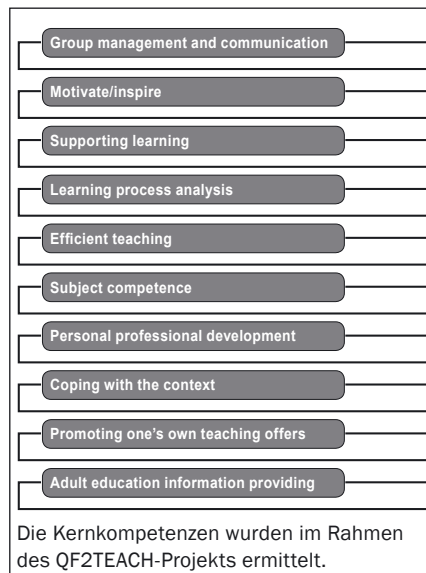 Group management and communication
Motivate/inspire
Supporting learning
Learning process analysis
Efficient teaching
Subject competence
Personal professional development
Coping with the context
Promoting one's own teaching offers
Adult education information providing
Die Kernkompetenzen wurden im Rahmen
des QF2TEACH-Projekts ermittelt.